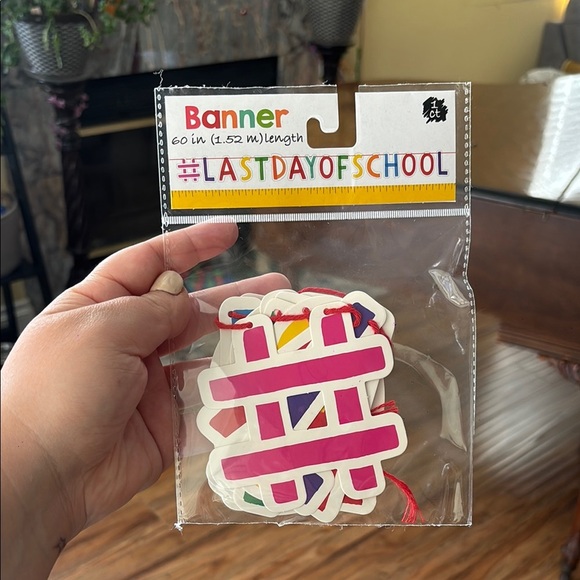 Banner
60 in (1.52 m) length
#LASTDAYOFSCHOOL
#